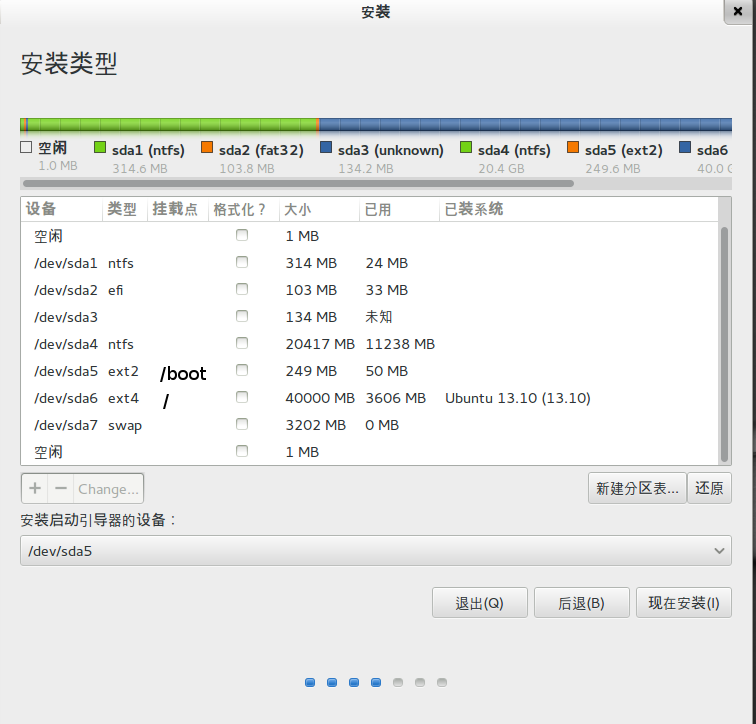 安装
安装类型
空闲 sda1 (ntfs) sda2 (fat32) sda3 (unknown) sda4 (ntfs) sda5 (ext2) sda6
1.0 MB 314.6 MB 103.8 MB 134.2 MB 20.4 GB 249.6 MB 40.0 G
设备 类型 挂载点 格式化？ 大小 已用 已装系统
空闲 1 MB
/dev/sda1 ntfs 314 MB 24 MB
/dev/sda2 efi 103 MB 33 MB
/dev/sda3 134 MB 未知
/dev/sda4 ntfs 20417 MB 11238 MB
/dev/sda5 ext2 /boot 249 MB 50 MB
/dev/sda6 ext4 / 40000 MB 3606 MB Ubuntu 13.10 (13.10)
/dev/sda7 swap 3202 MB 0 MB
空闲 1 MB
+ − Change... 新建分区表... 还原
安装启动引导器的设备：
/dev/sda5
退出(Q) 后退(B) 现在安装(I)